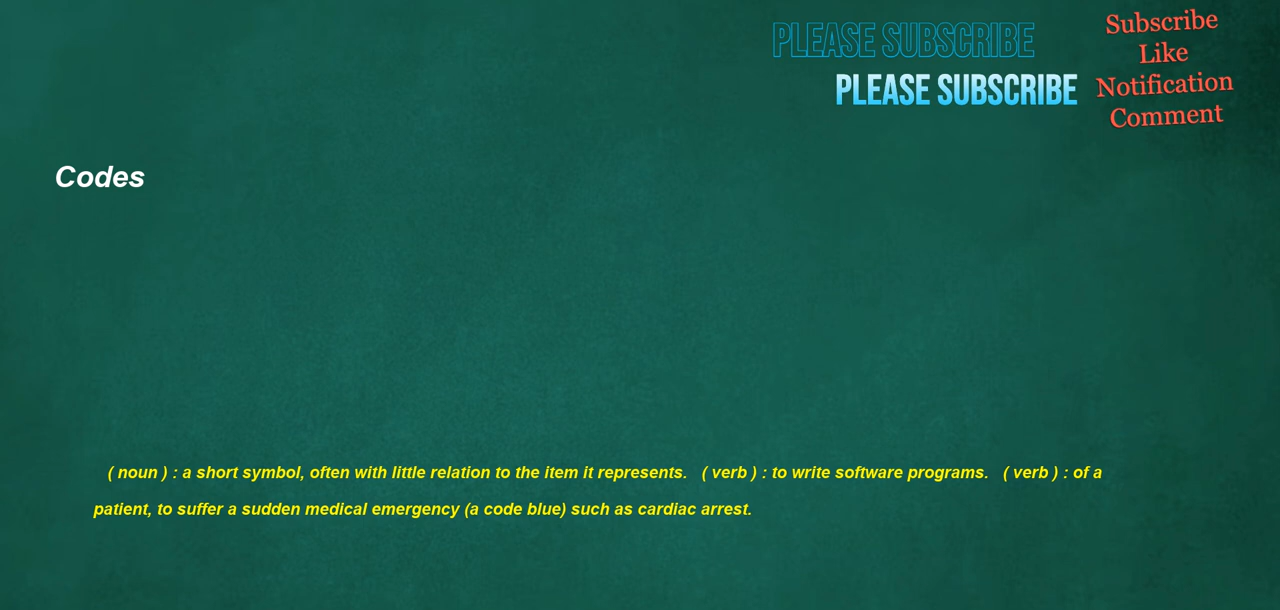 PLEASE SUBSCRIBE
PLEASE SUBSCRIBE
Subscribe
Like
Notification
Comment
Codes
( noun ) : a short symbol, often with little relation to the item it represents. ( verb ) : to write software programs. ( verb ) : of a
patient, to suffer a sudden medical emergency (a code blue) such as cardiac arrest.